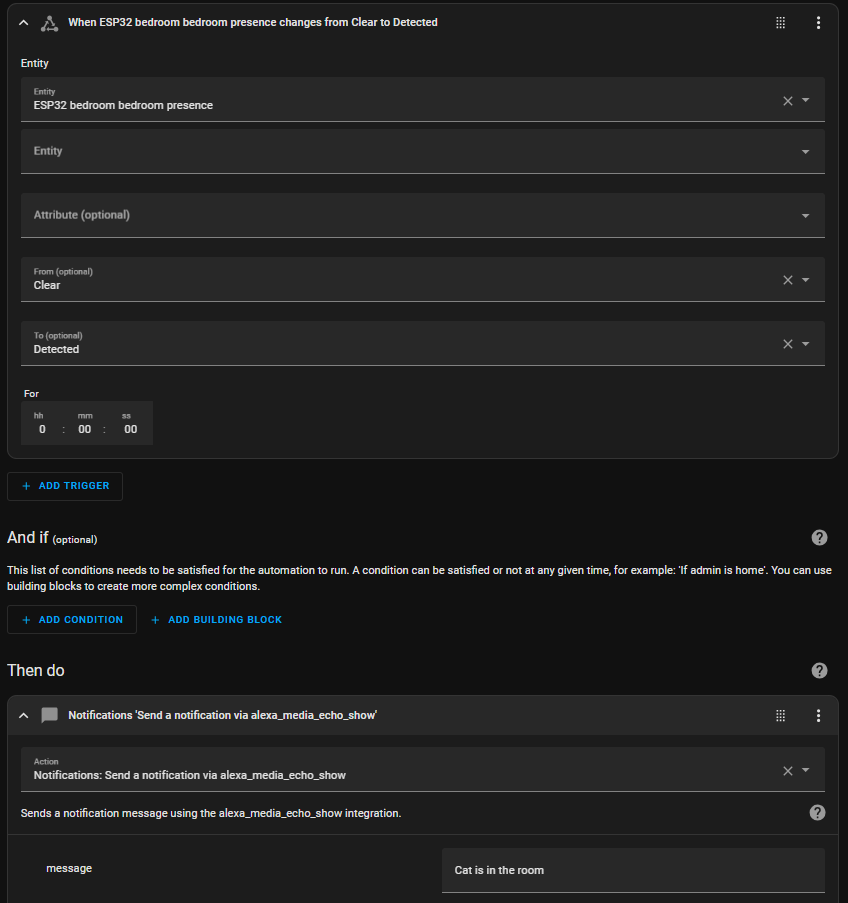 When ESP32 bedroom bedroom presence changes from Clear to Detected
Entity
Entity
ESP32 bedroom bedroom presence
Entity
Attribute (optional)
From (optional)
Clear
To (optional)
Detected
For
hh mm ss
0 : 00 : 00
+ ADD TRIGGER
And if (optional)
This list of conditions needs to be satisfied for the automation to run. A condition can be satisfied or not at any given time, for example: 'If admin is home'. You can use
building blocks to create more complex conditions.
+ ADD CONDITION + ADD BUILDING BLOCK
Then do
Notifications 'Send a notification via alexa_media_echo_show'
Action
Notifications: Send a notification via alexa_media_echo_show
Sends a notification message using the alexa_media_echo_show integration.
message Cat is in the room